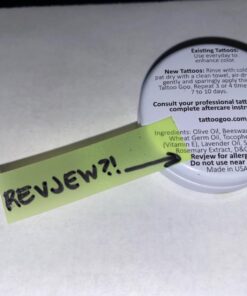 Existing Tattoos:
Use everyday to
enhance color.
New Tattoos: Rinse with cold
pat dry with a clean towel, air-dr
gently and sparingly apply thi
Tattoo Goo. Repeat 3 or 4 time
7 to 10 days.
Consult your professional tatt
complete aftercare instr
tattoogoo.com
Ingredients: Olive Oil, Beeswax
Wheat Germ Oil, Tocopher
(Vitamin E), Lavender Oil, S
Rosemary Extract, D&C
Revjew for allerg
Do not use near
Made in USA
REVJEW?!